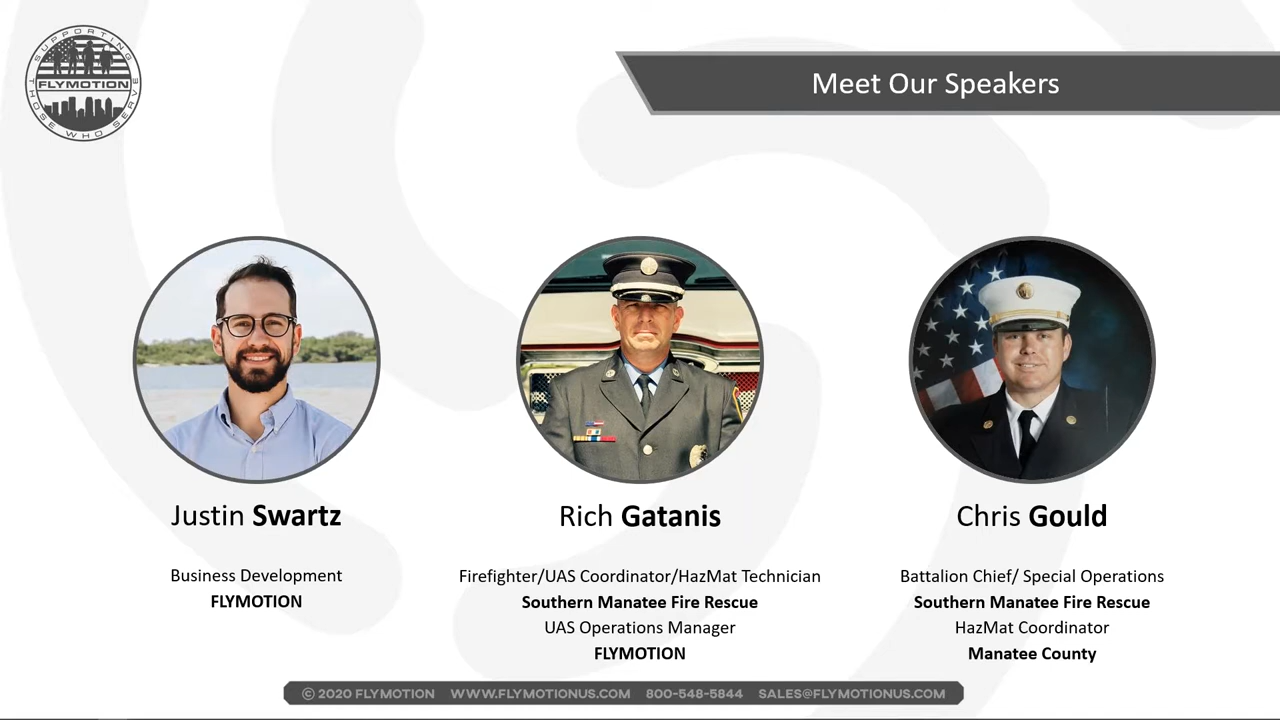 SUPPORTING
FLYMOTION
THOSE WHO SERVE
Meet Our Speakers
Justin Swartz
Rich Gatanis
Chris Gould
Business Development
FLYMOTION
Firefighter/UAS Coordinator/HazMat Technician
Southern Manatee Fire Rescue
UAS Operations Manager
FLYMOTION
Battalion Chief/ Special Operations
Southern Manatee Fire Rescue
HazMat Coordinator
Manatee County
© 2020 FLYMOTION WWW.FLYMOTIONUS.COM 800-548-5844 SALES@FLYMOTIONUS.COM